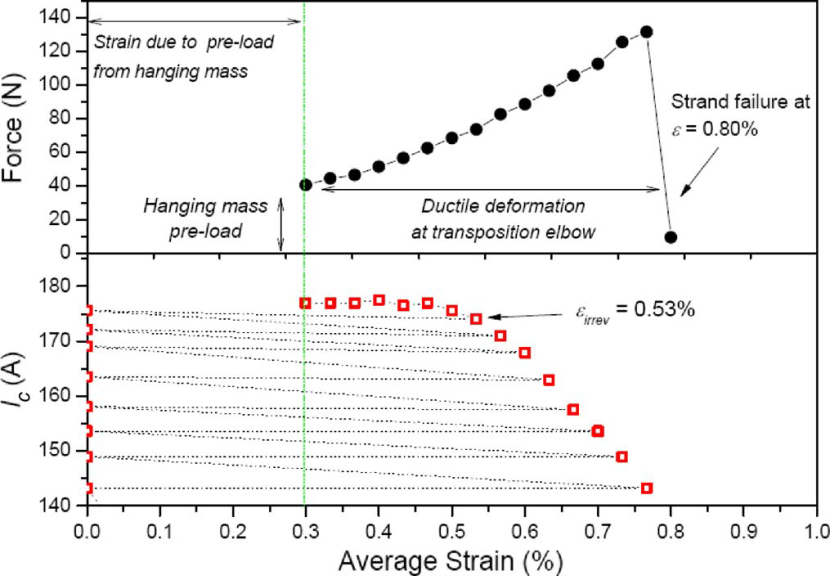 140
120
100
80
60
40
20
0
Force (N)
Strain due to pre-load
from hanging mass
Strand failure at
ε = 0.80%
Hanging mass
pre-load
Ductile deformation
at transposition elbow
180
170
160
150
140
I_c (A)
ε_irrev = 0.53%
0.0 0.1 0.2 0.3 0.4 0.5 0.6 0.7 0.8 0.9 1.0
Average Strain (%)